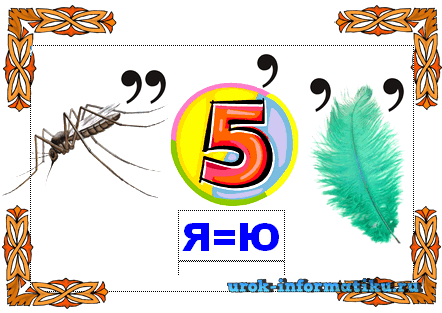 ,, , , ,
5
Я=Ю
urok-informatiku.ru